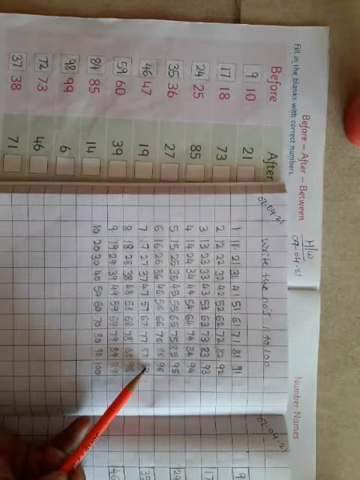 Before - After - Between
Fill in the blanks with correct numbers.
Before
After
9 10
17 18
24 25
35 36
46 47
59 60
84 85
98 99
72 73
37 38
21
73
85
27
19
39
14
6
46
71
H/W
07-04-21
Number Names
Write the no's 1 to 100
1 11 21 31 41 51 61 71 81 91
2 12 22 32 42 52 62 72 82 92
3 13 23 33 43 53 63 73 83 93
4 14 24 34 44 54 64 74 84 94
5 15 25 35 45 55 65 75 85 95
6 16 26 36 46 56 66 76 86 96
7 17 27 37 47 57 67 77 87
8 18 28 38 48 58 68 78 88 98
9 19 29 39 49 59 69 79 89 99
10 20 30 40 50 60 70 80 90 100